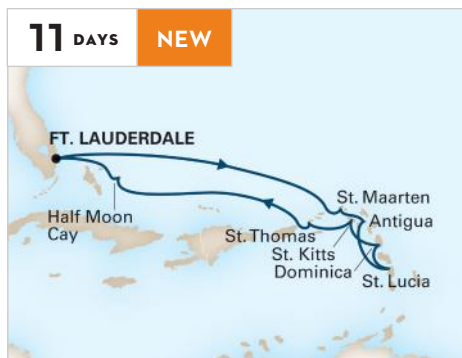 11 DAYS NEW
FT. LAUDERDALE
St. Maarten
Antigua
Half Moon
Cay
St. Thomas
St. Kitts
Dominica
St. Lucia